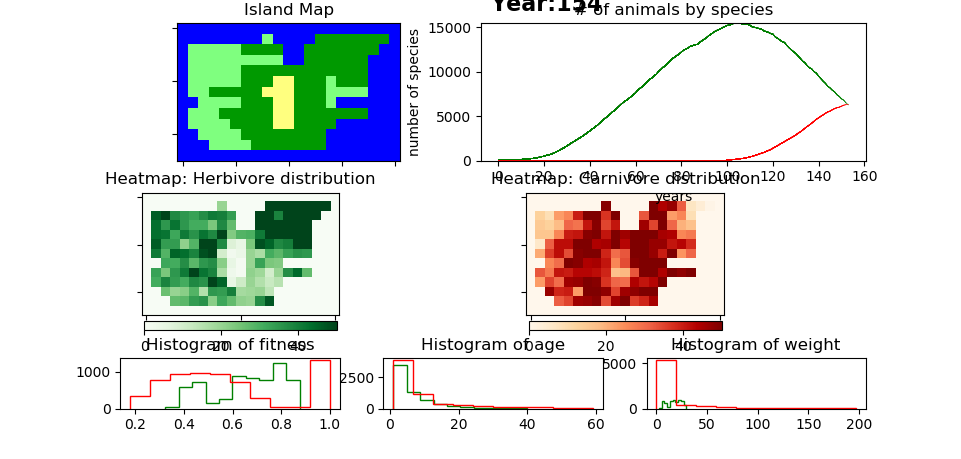 Year:154
Island Map
# of animals by species
number of species
15000
10000
5000
0
0 20 40 60 80 100 120 140 160
years
Heatmap: Herbivore distribution
Heatmap: Carnivore distribution
0 20 40
0 20 40
Histogram of fitness
Histogram of age
Histogram of weight
1000
0
0.2 0.4 0.6 0.8 1.0
2500
0
0 20 40 60
5000
0
0 50 100 150 200